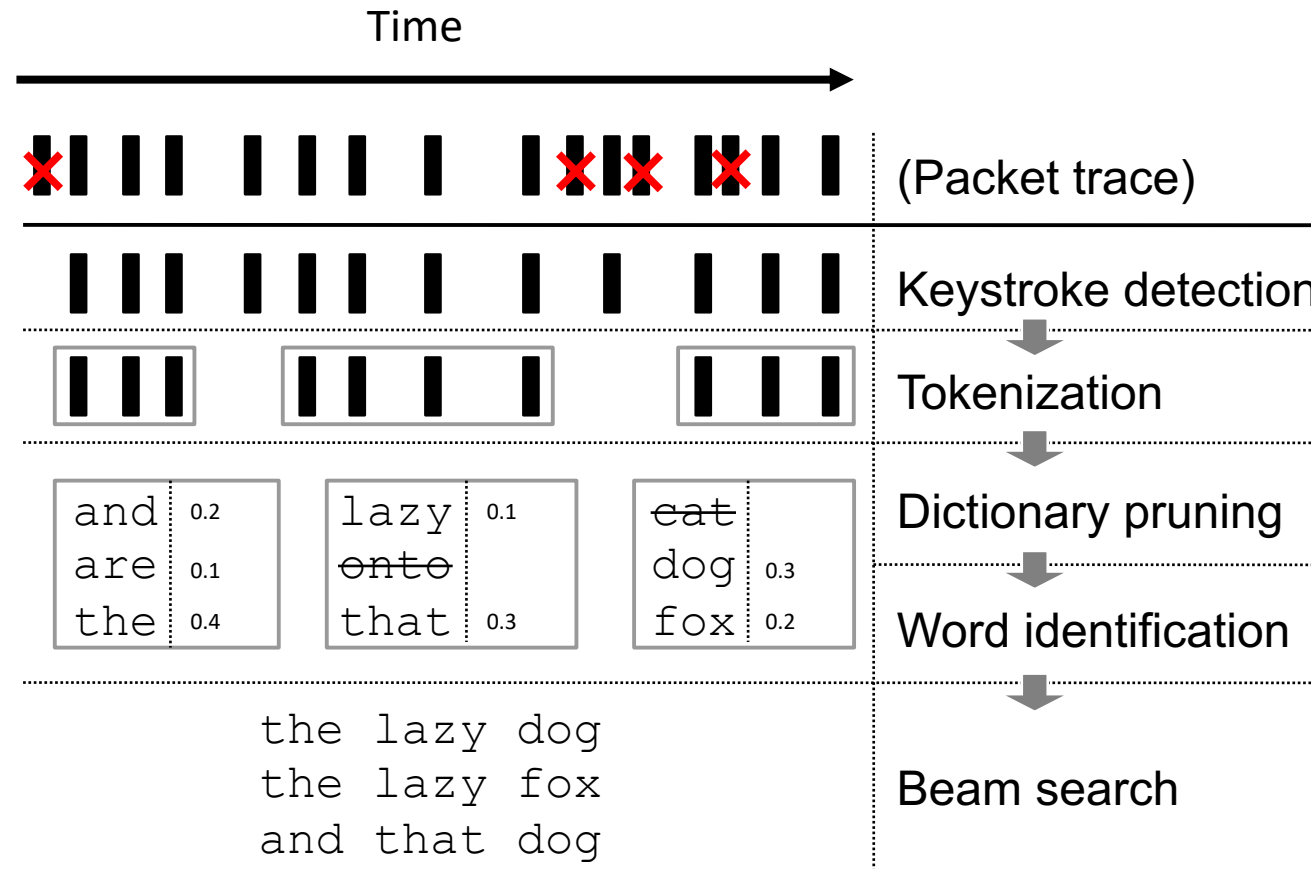 Time
(Packet trace)
Keystroke detection
Tokenization
and 0.2 lazy 0.1 cat
are 0.1 onto dog 0.3
the 0.4 that 0.3 fox 0.2
Dictionary pruning
Word identification
the lazy dog
the lazy fox
and that dog
Beam search